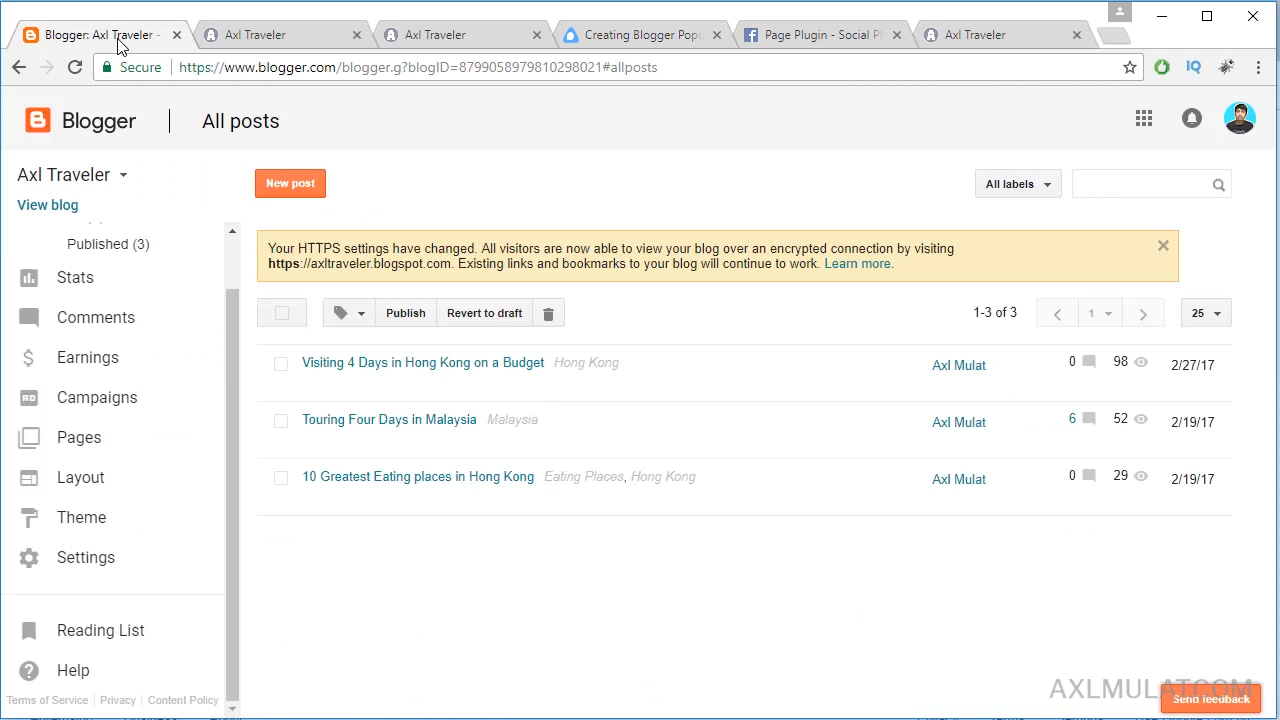 Blogger: Axl Traveler -
Axl Traveler
Axl Traveler
Creating Blogger Popu
Page Plugin - Social Pl
Axl Traveler
Secure
https://www.blogger.com/blogger.g?blogID=8799058979810298021#allposts
IQ
Blogger
All posts
Axl Traveler
New post
All labels
View blog
Published (3)
Your HTTPS settings have changed. All visitors are now able to view your blog over an encrypted connection by visiting
https://axltraveler.blogspot.com. Existing links and bookmarks to your blog will continue to work. Learn more.
Stats
Publish
Revert to draft
1-3 of 3
1
25
Comments
Visiting 4 Days in Hong Kong on a Budget Hong Kong
Axl Mulat
0
98
2/27/17
Earnings
Campaigns
Touring Four Days in Malaysia Malaysia
Axl Mulat
6
52
2/19/17
Pages
10 Greatest Eating places in Hong Kong Eating Places, Hong Kong
Axl Mulat
0
29
2/19/17
Layout
Theme
Settings
Reading List
Help
Terms of Service
Privacy
Content Policy
AXLMULAT.COM
Send feedback